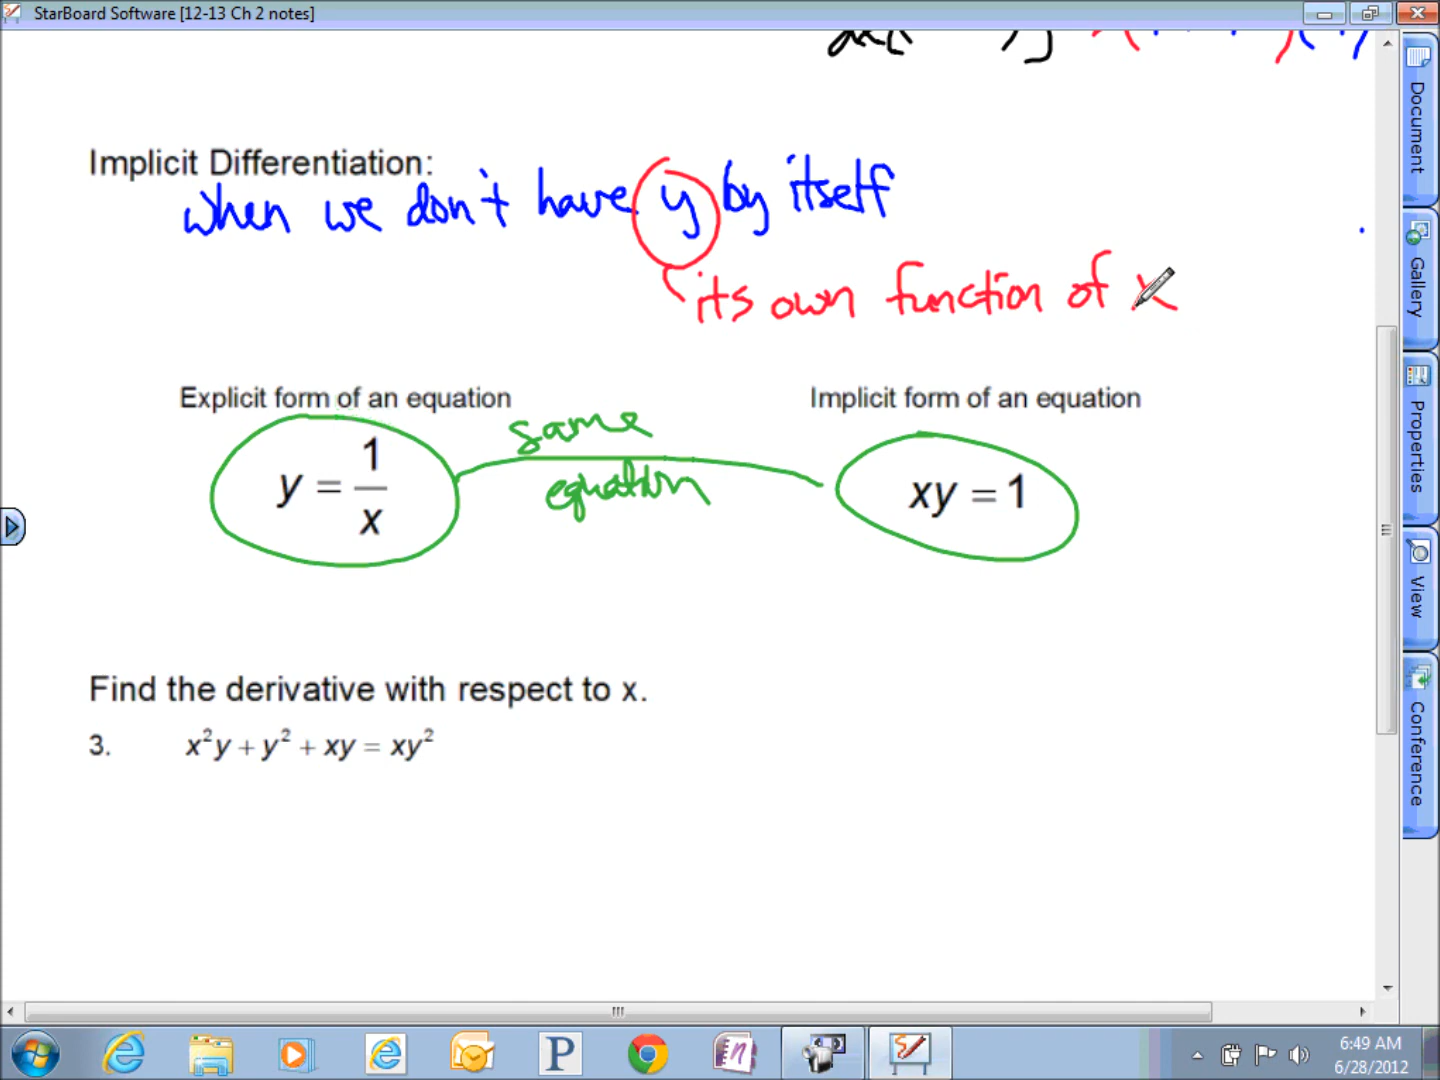 StarBoard Software [12-13 Ch 2 notes]
Implicit Differentiation:
when we don't have y by itself
its own function of x
Explicit form of an equation
Implicit form of an equation
same
equation
y = 1/x
xy = 1
Find the derivative with respect to x.
3. x²y + y² + xy = xy²
Document
Gallery
Properties
View
Conference
6:49 AM
6/28/2012